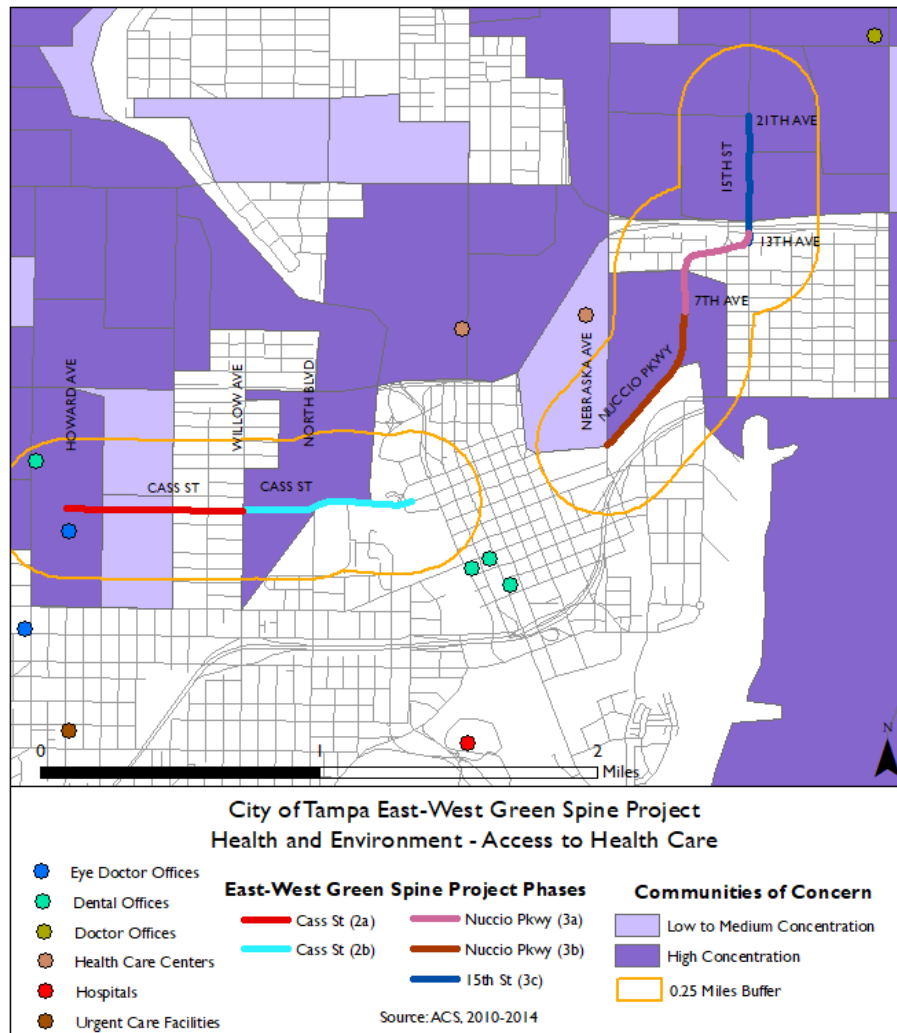 21TH AVE
15TH ST
13TH AVE
7TH AVE
NEBRASKA AVE
NUCCIO PKWY
HOWARD AVE
WILLOW AVE
NORTH BLVD
CASS ST
CASS ST
N
0 1 2
Miles
City of Tampa East-West Green Spine Project
Health and Environment - Access to Health Care
Eye Doctor Offices
Dental Offices
Doctor Offices
Health Care Centers
Hospitals
Urgent Care Facilities
East-West Green Spine Project Phases
Cass St (2a)
Cass St (2b)
Nuccio Pkwy (3a)
Nuccio Pkwy (3b)
15th St (3c)
Source: ACS, 2010-2014
Communities of Concern
Low to Medium Concentration
High Concentration
0.25 Miles Buffer